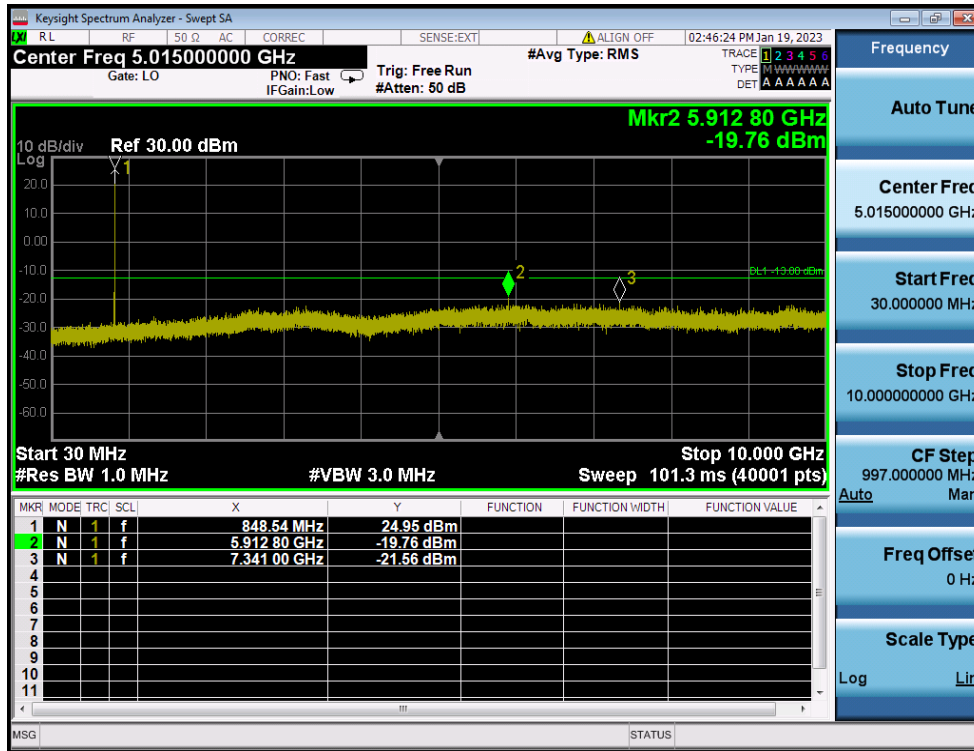 Keysight Spectrum Analyzer - Swept SA
LXI RL RF 50 Ω AC CORREC SENSE:EXT ALIGN OFF 02:46:24 PM Jan 19, 2023
Center Freq 5.015000000 GHz
Gate: LO
PNO: Fast
IFGain:Low
Trig: Free Run
#Atten: 50 dB
#Avg Type: RMS
TRACE 1 2 3 4 5 6
TYPE M WWWWW
DET A A A A A A
Mkr2 5.912 80 GHz
-19.76 dBm
10 dB/div Ref 30.00 dBm
Log
1
20.0
10.0
0.00
-10.0
2
3
DL1 -13.00 dBm
-20.0
-30.0
-40.0
-50.0
-60.0
Start 30 MHz Stop 10.000 GHz
#Res BW 1.0 MHz #VBW 3.0 MHz Sweep 101.3 ms (40001 pts)
MKR MODE TRC SCL X Y FUNCTION FUNCTION WIDTH FUNCTION VALUE
1 N 1 f 848.54 MHz 24.95 dBm
2 N 1 f 5.912 80 GHz -19.76 dBm
3 N 1 f 7.341 00 GHz -21.56 dBm
4
5
6
7
8
9
10
11
MSG STATUS
Frequency
Auto Tune
Center Freq
5.015000000 GHz
Start Freq
30.000000 MHz
Stop Freq
10.000000000 GHz
CF Step
997.000000 MHz
Auto Man
Freq Offset
0 Hz
Scale Type
Log Lin